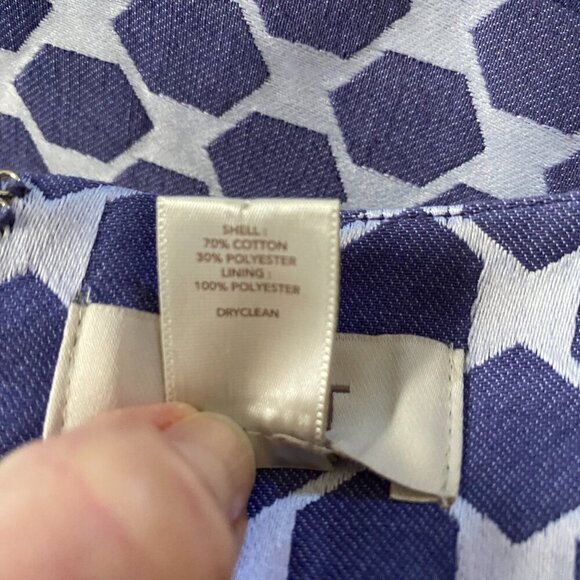 SHELL :
70% COTTON
30% POLYESTER
LINING :
100% POLYESTER
DRYCLEAN